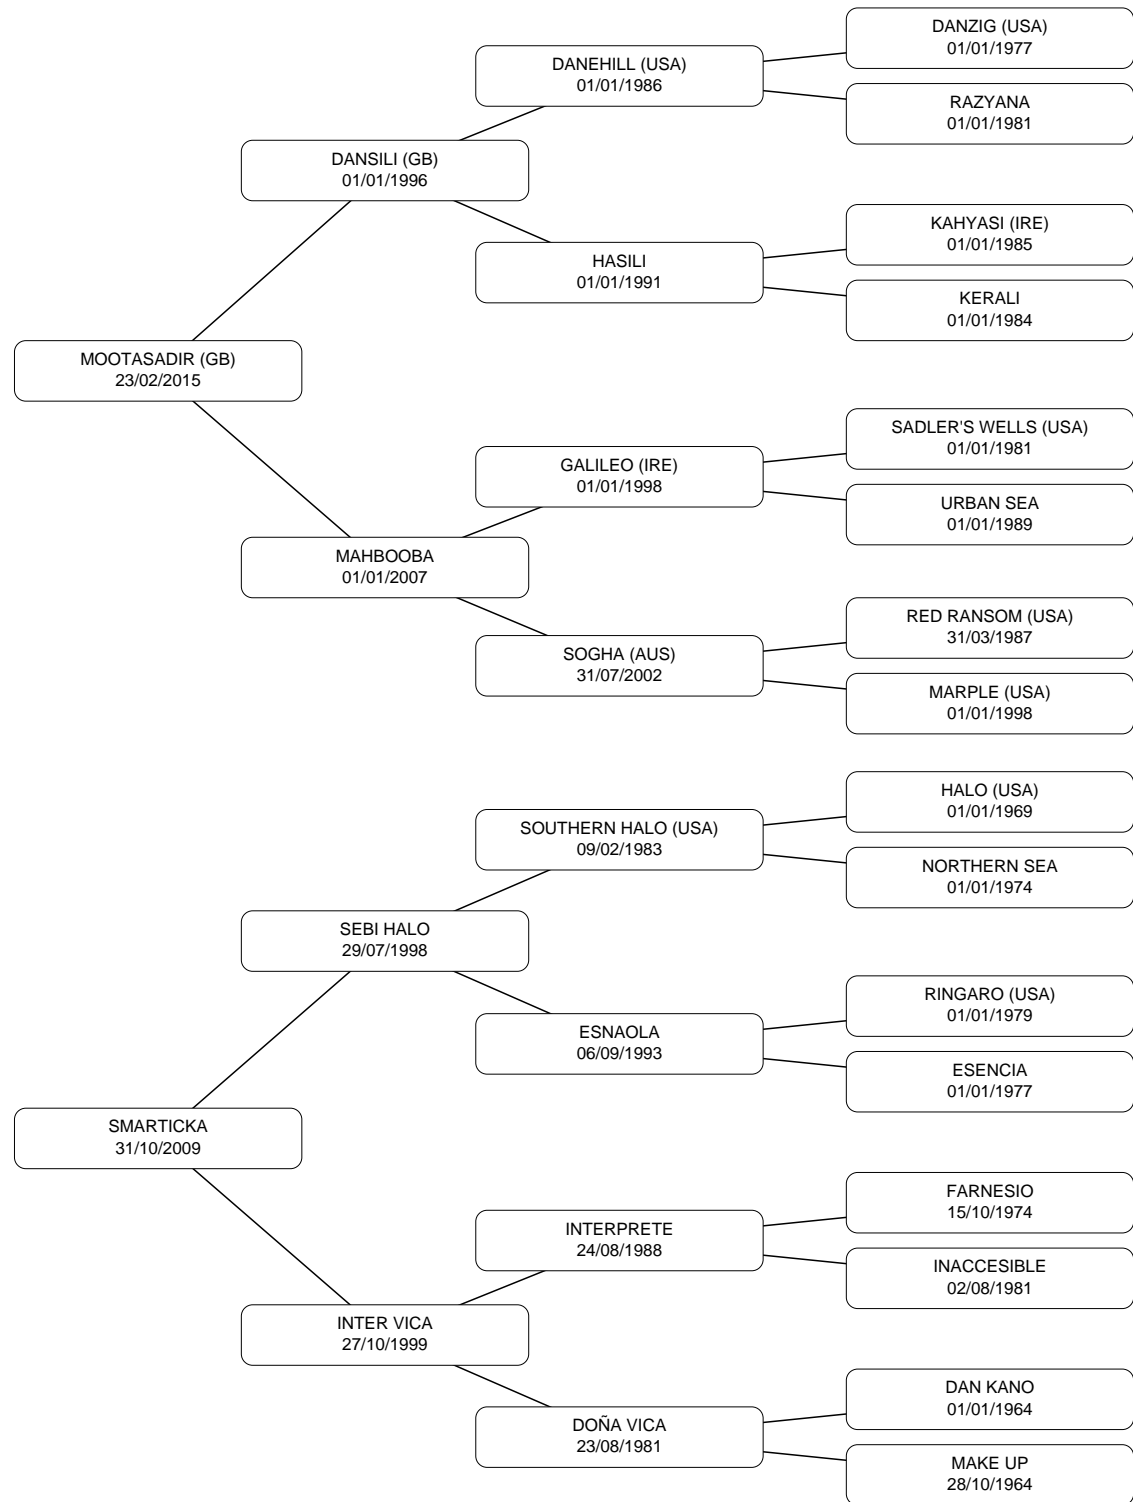 DANZIG (USA)
01/01/1977
DANEHILL (USA)
01/01/1986
RAZYANA
01/01/1981
DANSILI (GB)
01/01/1996
KAHYASI (IRE)
01/01/1985
HASILI
01/01/1991
KERALI
01/01/1984
MOOTASADIR (GB)
23/02/2015
SADLER'S WELLS (USA)
01/01/1981
GALILEO (IRE)
01/01/1998
URBAN SEA
01/01/1989
MAHBOOBA
01/01/2007
RED RANSOM (USA)
31/03/1987
SOGHA (AUS)
31/07/2002
MARPLE (USA)
01/01/1998
HALO (USA)
01/01/1969
SOUTHERN HALO (USA)
09/02/1983
NORTHERN SEA
01/01/1974
SEBI HALO
29/07/1998
RINGARO (USA)
01/01/1979
ESNAOLA
06/09/1993
ESENCIA
01/01/1977
SMARTICKA
31/10/2009
FARNESIO
15/10/1974
INTERPRETE
24/08/1988
INACCESIBLE
02/08/1981
INTER VICA
27/10/1999
DAN KANO
01/01/1964
DOÑA VICA
23/08/1981
MAKE UP
28/10/1964